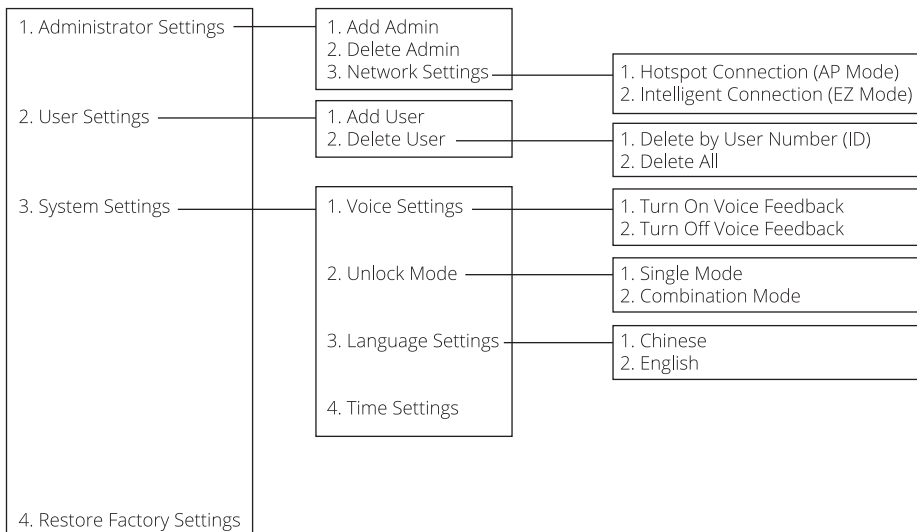 1. Administrator Settings
1. Add Admin
2. Delete Admin
3. Network Settings
1. Hotspot Connection (AP Mode)
2. Intelligent Connection (EZ Mode)
2. User Settings
1. Add User
2. Delete User
1. Delete by User Number (ID)
2. Delete All
3. System Settings
1. Voice Settings
1. Turn On Voice Feedback
2. Turn Off Voice Feedback
2. Unlock Mode
1. Single Mode
2. Combination Mode
3. Language Settings
1. Chinese
2. English
4. Time Settings
4. Restore Factory Settings